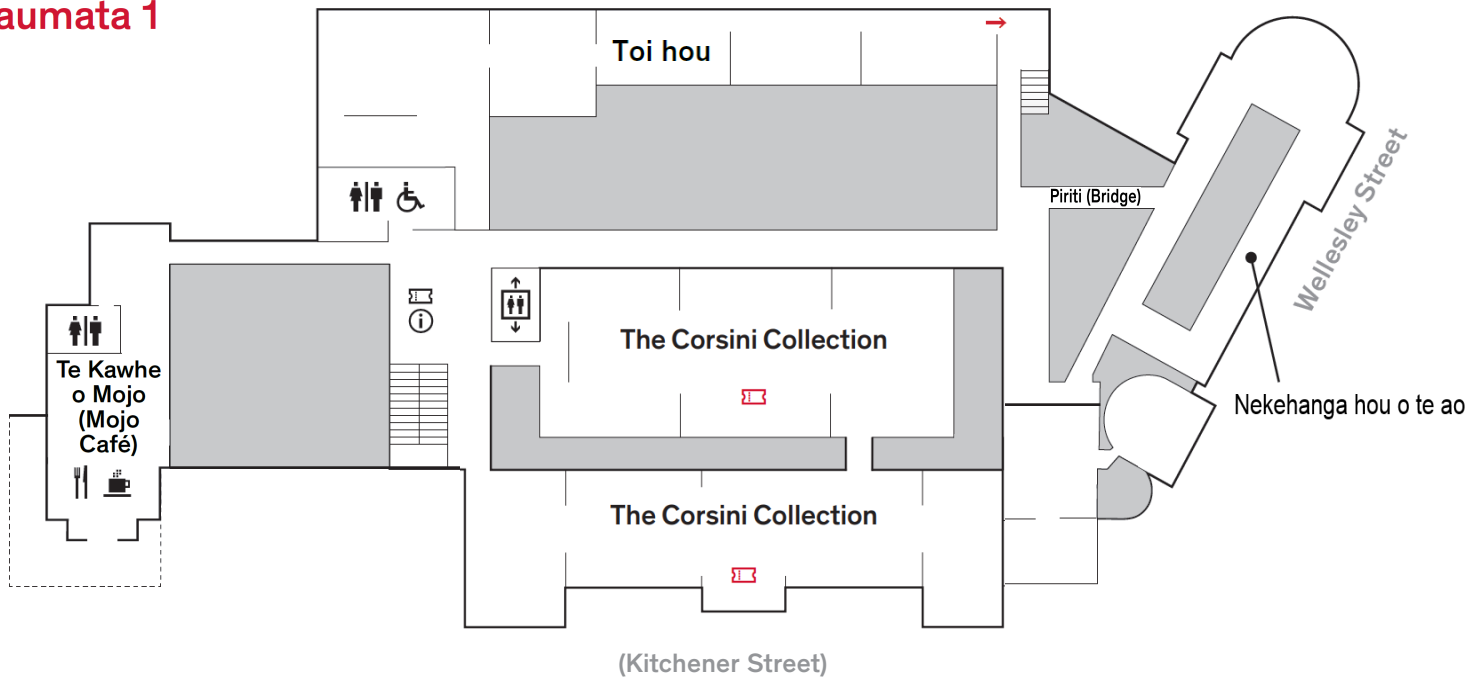 aumata 1
Toi hou
Piriti (Bridge)
Wellesley Street
The Corsini Collection
Te Kawhe
o Mojo
(Mojo
Café)
Nekehanga hou o te ao
The Corsini Collection
(Kitchener Street)